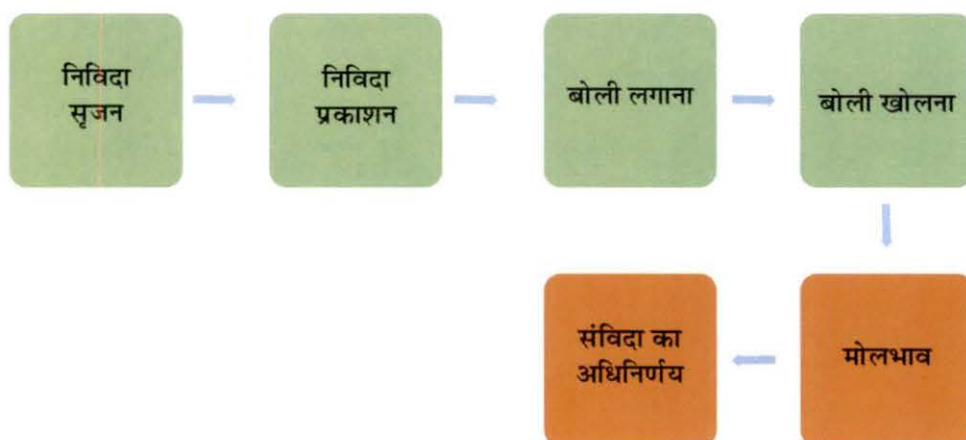 निविदा
सृजन
निविदा
प्रकाशन
बोली लगाना
बोली खोलना
मोलभाव
संविदा का
अधिनिर्णय